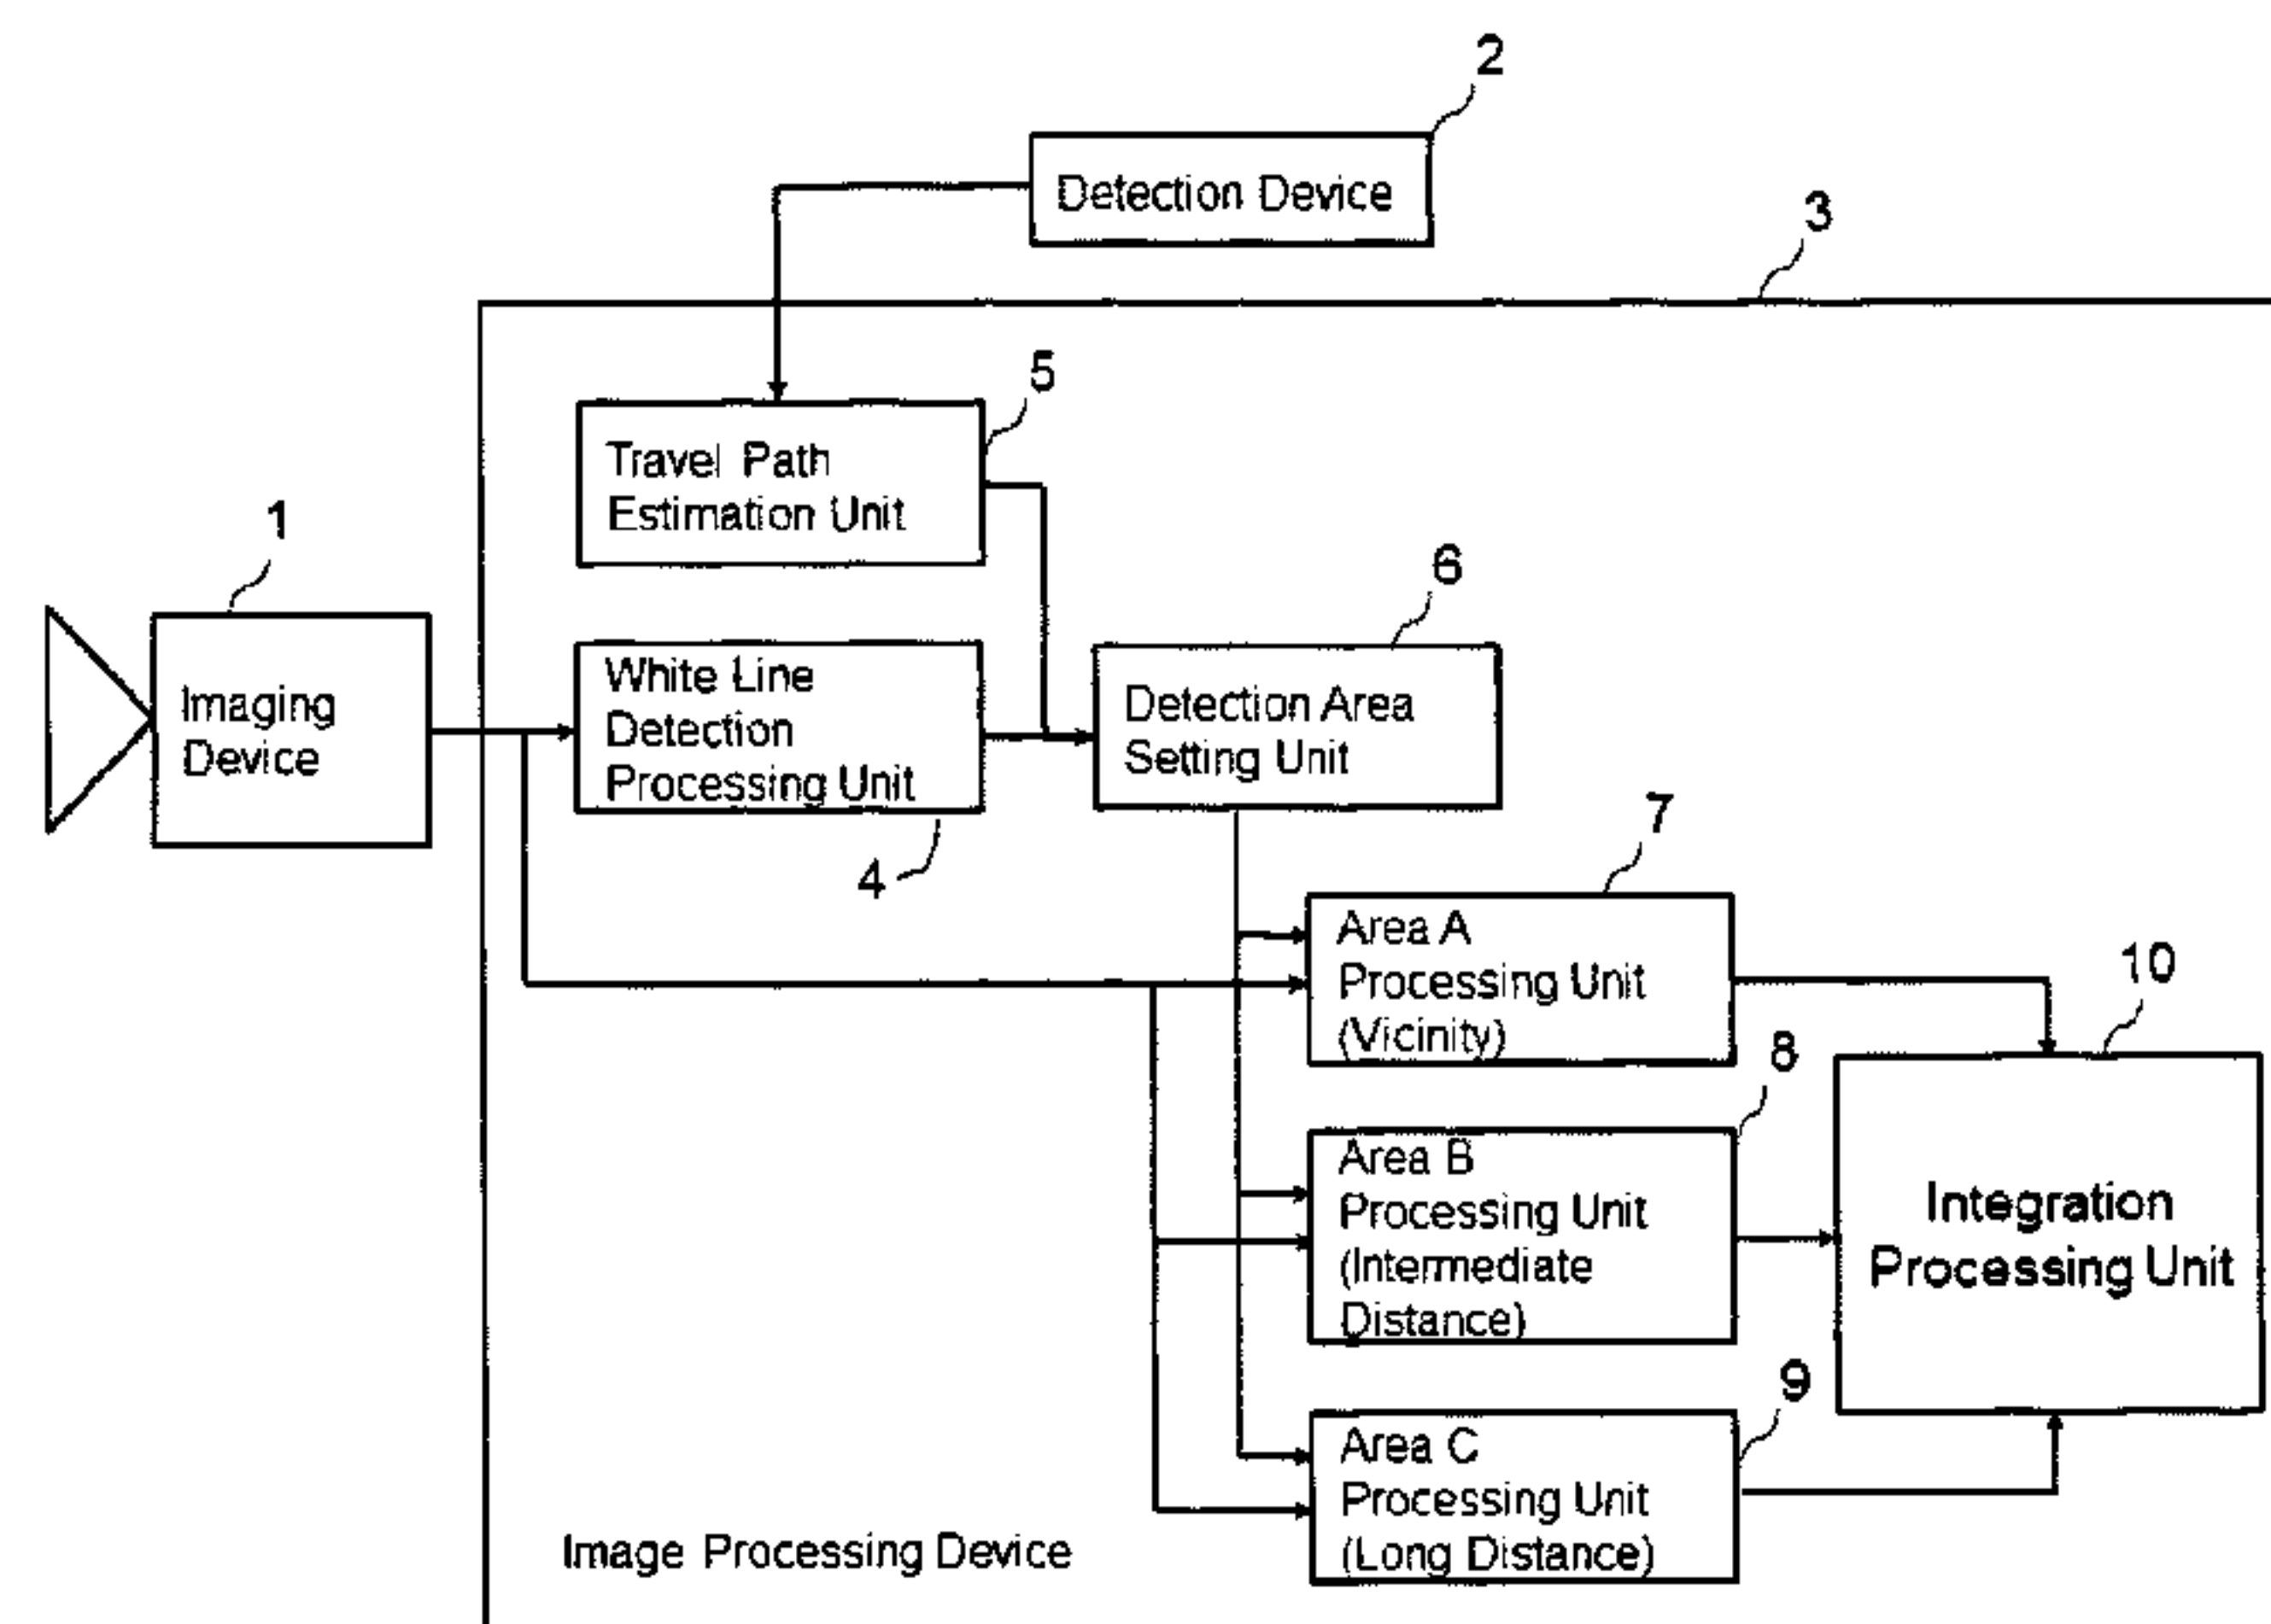 2
Detection Device
3
5
Travel Path
Estimation Unit
1
Imaging
Device
White Line
Detection
Processing Unit
4
6
Detection Area
Setting Unit
7
Area A
Processing Unit
(Vicinity)
8
Area B
Processing Unit
(Intermediate
Distance)
10
Integration
Processing Unit
9
Area C
Processing Unit
(Long Distance)
Image Processing Device